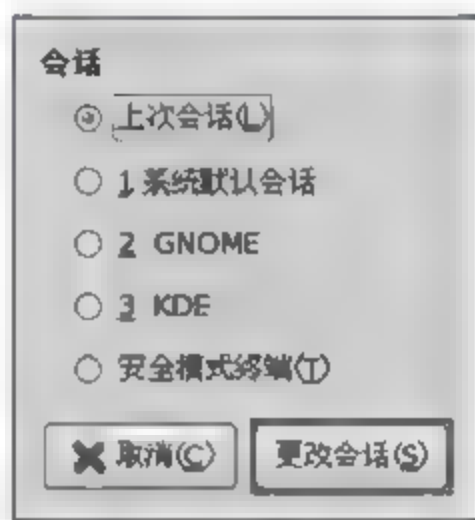 会话
上次会话(L)
1 系统默认会话
2 GNOME
3 KDE
安全模式终端(T)
取消(C)
更改会话(S)